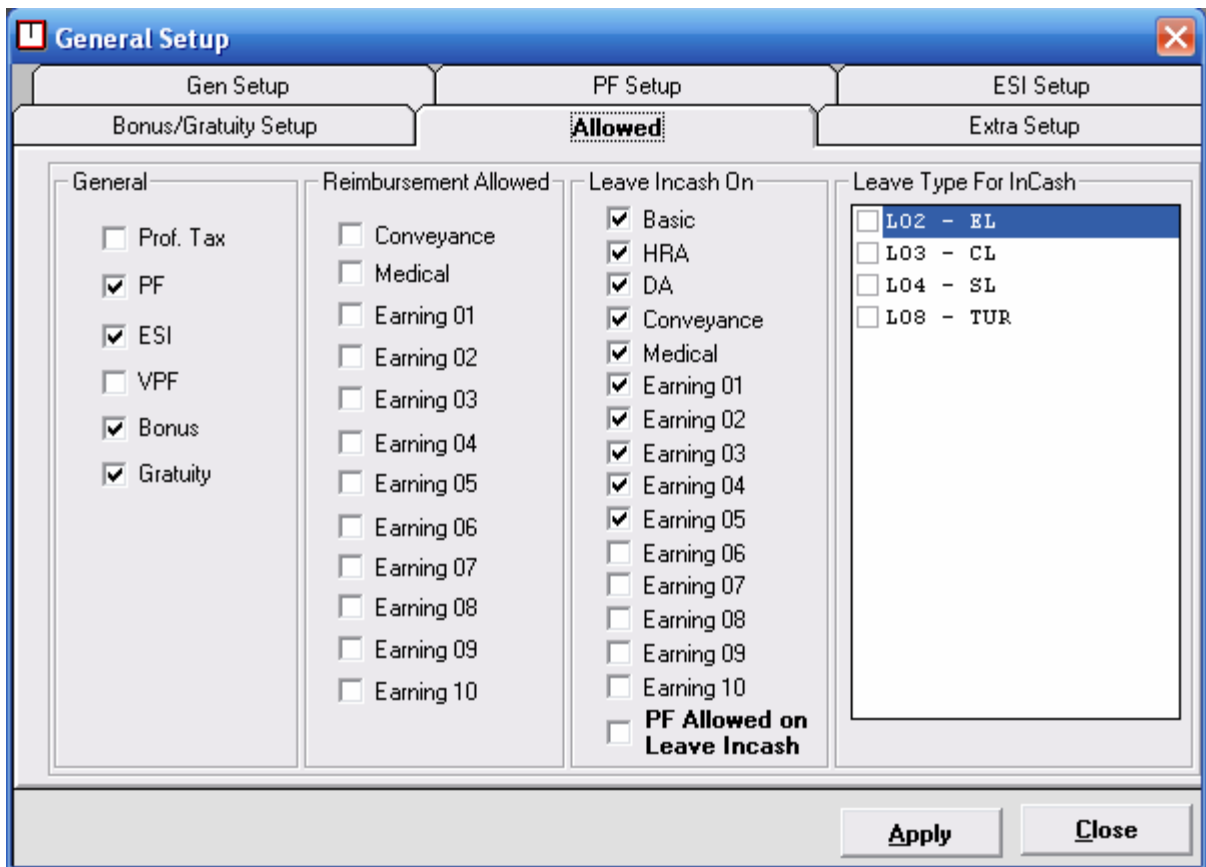 General Setup
Gen Setup
PF Setup
ESI Setup
Bonus/Gratuity Setup
Allowed
Extra Setup
General
Prof. Tax
PF
ESI
VPF
Bonus
Gratuity
Reimbursement Allowed
Conveyance
Medical
Earning 01
Earning 02
Earning 03
Earning 04
Earning 05
Earning 06
Earning 07
Earning 08
Earning 09
Earning 10
Leave Incash On
Basic
HRA
DA
Conveyance
Medical
Earning 01
Earning 02
Earning 03
Earning 04
Earning 05
Earning 06
Earning 07
Earning 08
Earning 09
Earning 10
PF Allowed on
Leave Incash
Leave Type For InCash
L02 - EL
L03 - CL
L04 - SL
L08 - TUR
Apply
Close